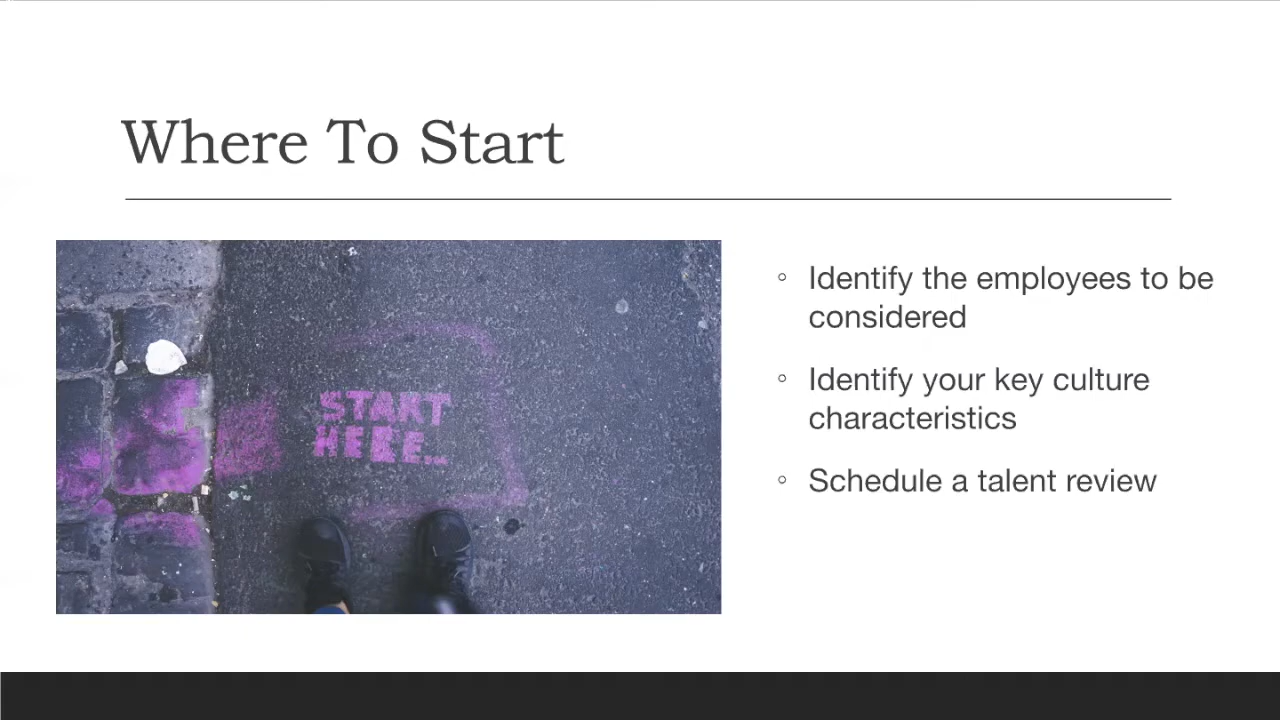 Where To Start
START
HERE...
Identify the employees to be
considered
Identify your key culture
characteristics
Schedule a talent review